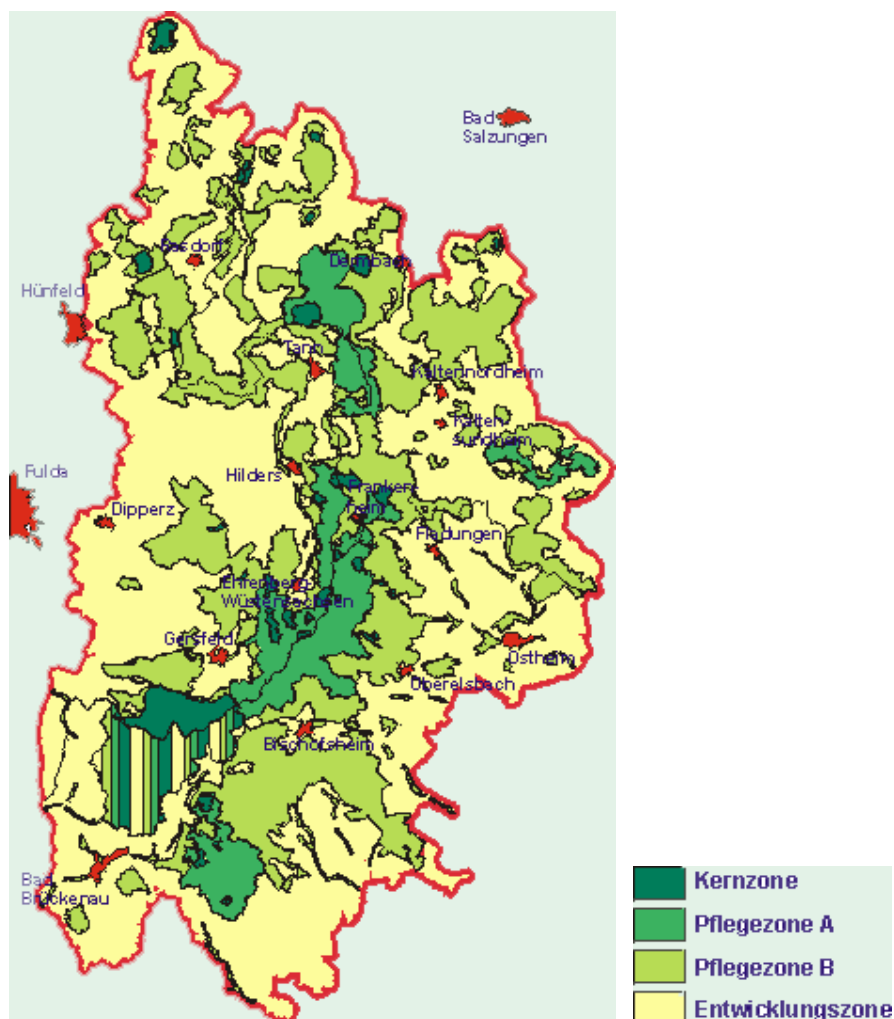 Bad
Salzungen
Rasdorf
Dermbach
Hünfeld
Tann
Kaltennordheim
Kalten-
sundheim
Fulda
Hilders
Franken-
heim
Dipperz
Fladungen
Ehrenberg-
Wüstensachsen
Gersfeld
Ostheim
Oberelsbach
Bischofsheim
Bad
Brückenau
Kernzone
Pflegezone A
Pflegezone B
Entwicklungszone